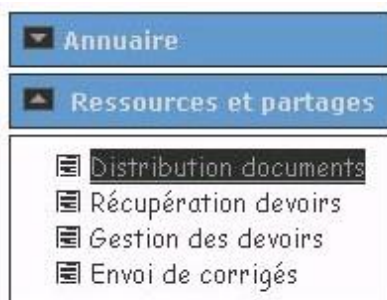 Annuaire
Ressources et partages
Distribution documents
Récupération devoirs
Gestion des devoirs
Envoi de corrigés